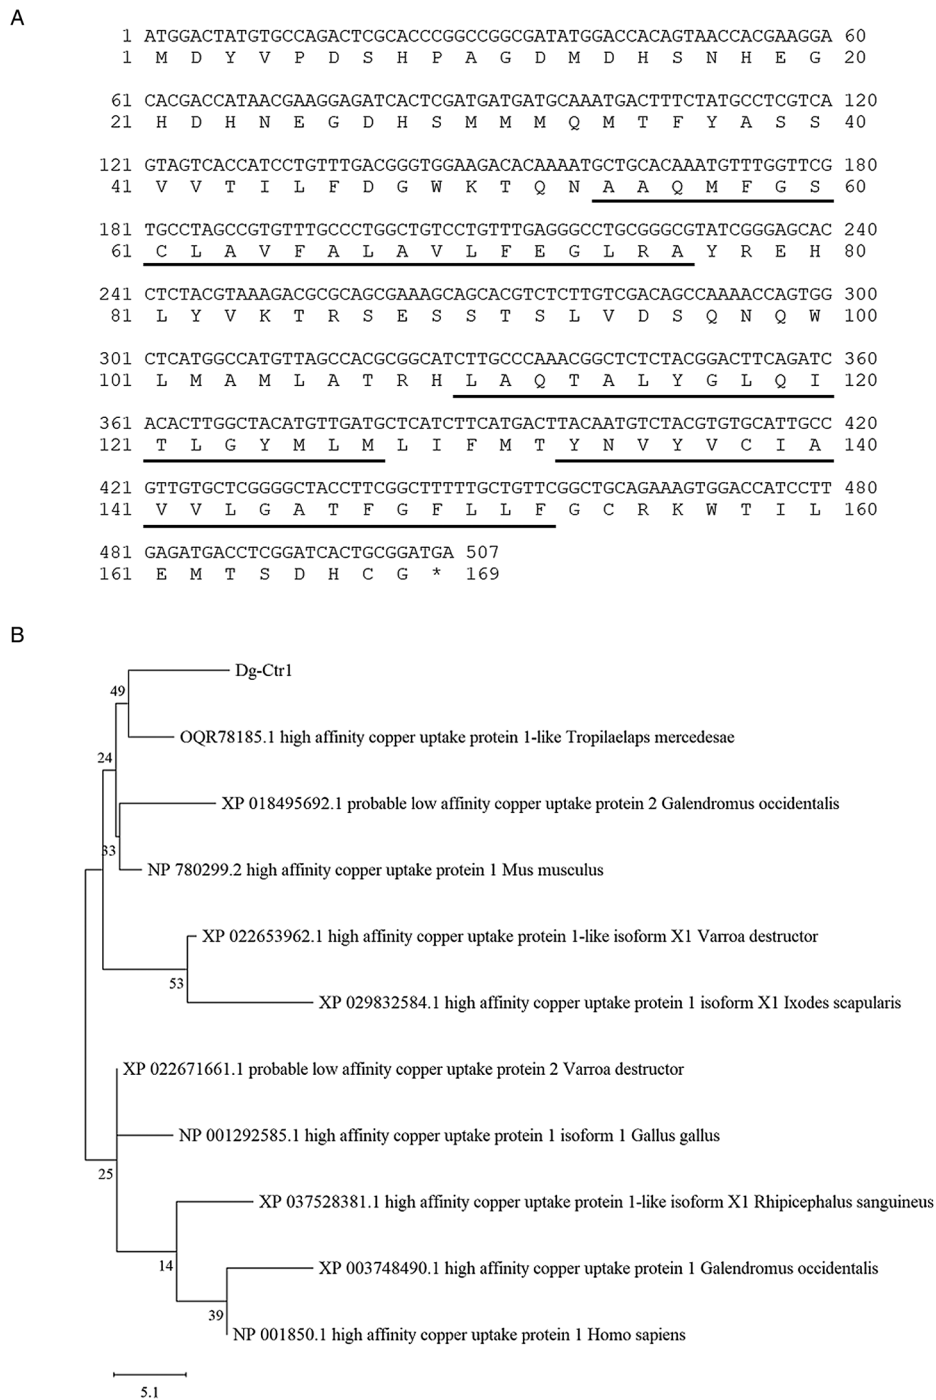 A
1 ATGGACTATGTGCCAGACTCGCACCCGGCCGGCGATATGGACCACAGTAACCACGAAGGA 60
1 M D Y V P D S H P A G D M D H S N H E G 20
61 CACGACCATAACGAAGGAGATCACTCGATGATGATGCAAATGACTTTCTATGCCTCGTCA 120
21 H D H N E G D H S M M M Q M T F Y A S S 40
121 GTAGTCACCATCCTGTTTGACGGGTGGAAGACACAAAATGCTGCACAAATGTTTGGTTCG 180
41 V V T I L F D G W K T Q N A A Q M F G S 60
181 TGCCTAGCCGTGTTTGCCCTGGCTGTCCTGTTTGAGGGCCTGCGGGCGTATCGGGAGCAC 240
61 C L A V F A L A V L F E G L R A Y R E H 80
241 CTCTACGTAAAGACGCGCAGCGAAAGCAGCACGTCTCTTGTCGACAGCCAAAACCAGTGG 300
81 L Y V K T R S E S S T S L V D S Q N Q W 100
301 CTCATGGCCATGTTAGCCACGCGGCATCTTGCCCAAACGGCTCTCTACGGACTTCAGATC 360
101 L M A M L A T R H L A Q T A L Y G L Q I 120
361 ACACTTGGCTACATGTTGATGCTCATCTTCATGACTTACAATGTCTACGTGTGCATTGCC 420
121 T L G Y M L M L I F M T Y N V Y V C I A 140
421 GTTGTGCTCGGGGCTACCTTCGGCTTTTTGCTGTTCGGCTGCAGAAAGTGGACCATCCTT 480
141 V V L G A T F G F L L F G C R K W T I L 160
481 GAGATGACCTCGGATCACTGCGGATGA 507
161 E M T S D H C G * 169
B
Dg-Ctr1
49
OQR78185.1 high affinity copper uptake protein 1-like Tropilaelaps mercedesae
24
XP 018495692.1 probable low affinity copper uptake protein 2 Galendromus occidentalis
33
NP 780299.2 high affinity copper uptake protein 1 Mus musculus
XP 022653962.1 high affinity copper uptake protein 1-like isoform X1 Varroa destructor
53
XP 029832584.1 high affinity copper uptake protein 1 isoform X1 Ixodes scapularis
XP 022671661.1 probable low affinity copper uptake protein 2 Varroa destructor
NP 001292585.1 high affinity copper uptake protein 1 isoform 1 Gallus gallus
25
XP 037528381.1 high affinity copper uptake protein 1-like isoform X1 Rhipicephalus sanguineus
14
XP 003748490.1 high affinity copper uptake protein 1 Galendromus occidentalis
39
NP 001850.1 high affinity copper uptake protein 1 Homo sapiens
5.1